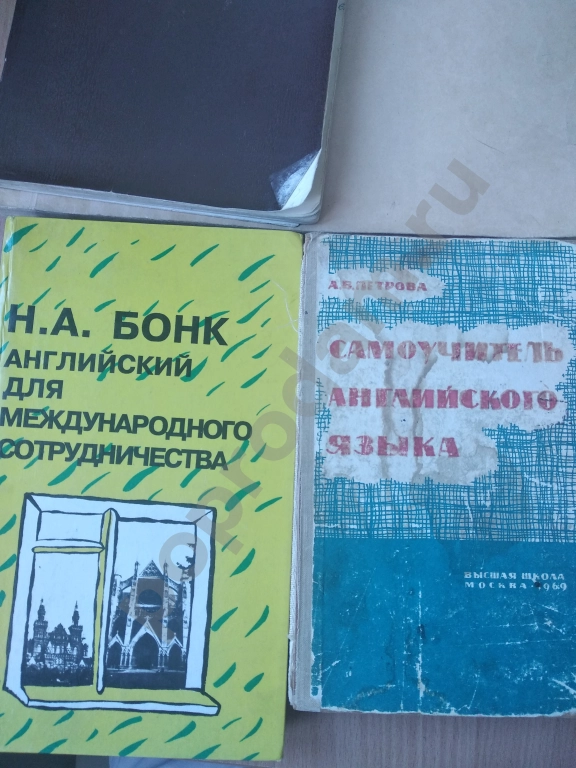 Н.А. БОНК
АНГЛИЙСКИЙ
ДЛЯ
МЕЖДУНАРОДНОГО
СОТРУДНИЧЕСТВА
А.В. ПЕТРОВА
САМОУЧИТЕЛЬ
АНГЛИЙСКОГО
ЯЗЫКА
ВЫСШАЯ ШКОЛА
МОСКВА · 1969